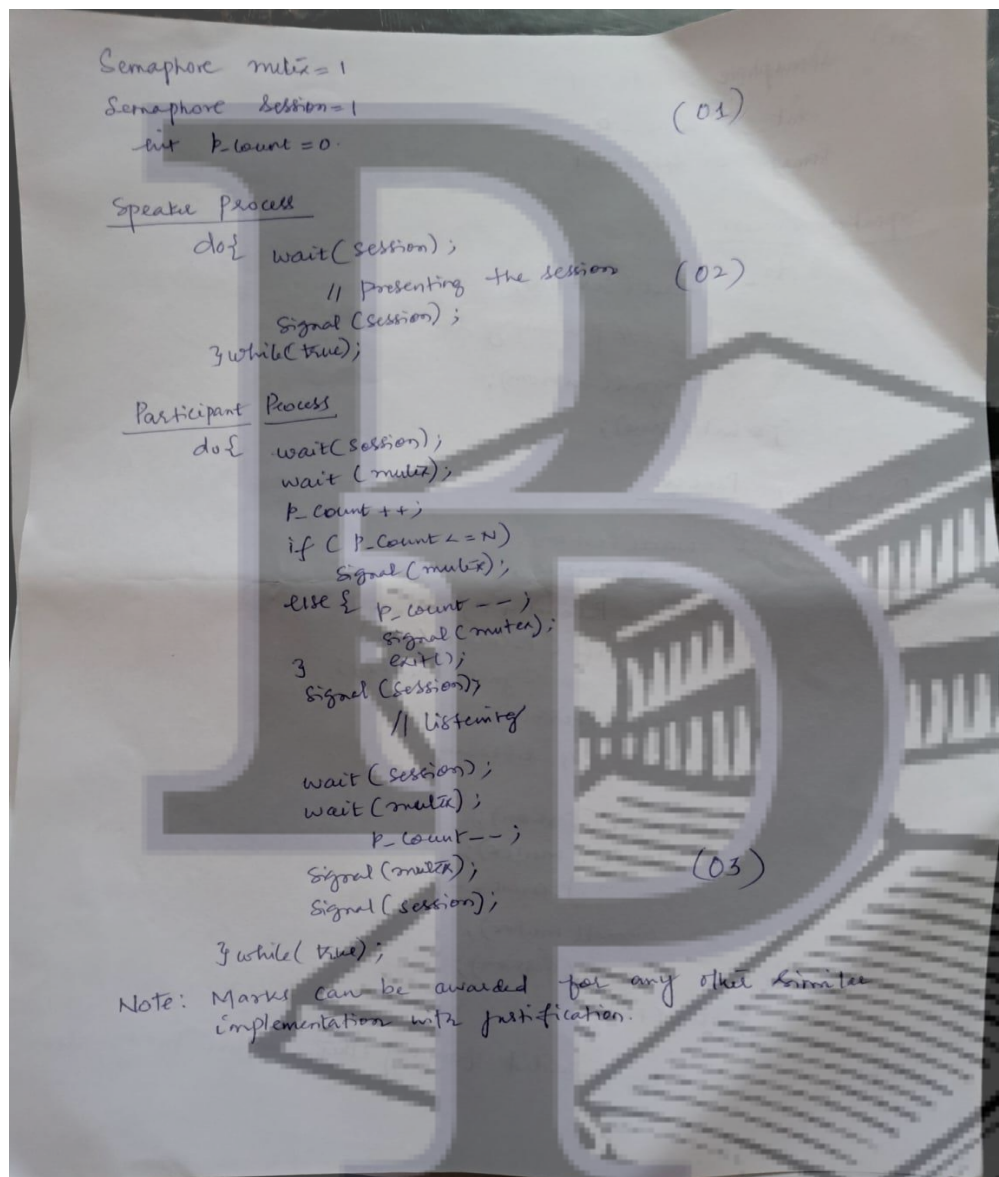 Semaphore mutex = 1
Semaphore Session = 1 (01)
int p_count = 0.
Speaker Process
do{ wait(session);
// presenting the session (02)
Signal (session);
}while(true);
Participant Process
do{ wait(session);
wait (mutex);
p_count ++;
if ( p_count <= N)
Signal (mutex);
else { p_count --;
signal (mutex);
} exit();
Signal (session);
// listening
wait (session);
wait (mutex);
p_count --;
Signal (mutex); (03)
Signal (session);
} while( true);
Note: Marks can be awarded for any other similar
implementation with justification.